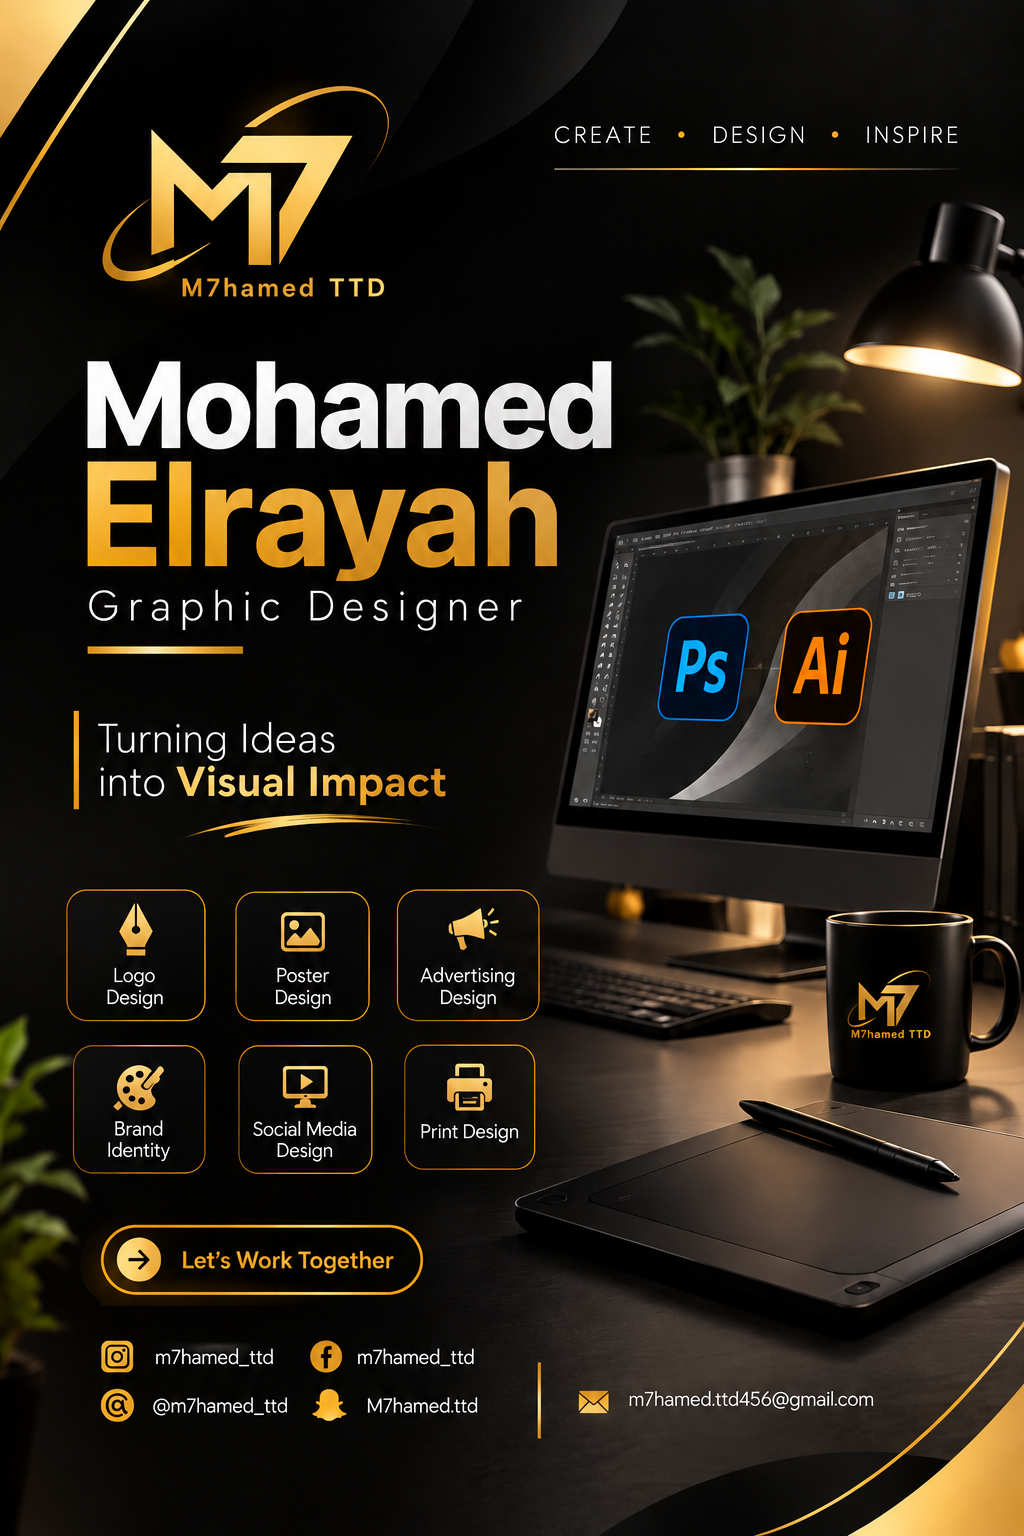 M7
M7hamed TTD
CREATE • DESIGN • INSPIRE
Mohamed
Elrayah
Graphic Designer
Turning Ideas
into Visual Impact
Ps
Ai
Logo
Design
Poster
Design
Advertising
Design
Brand
Identity
Social Media
Design
Print Design
M7
M7hamed TTD
Let's Work Together
m7hamed_ttd
m7hamed_ttd
@m7hamed_ttd
M7hamed.ttd
m7hamed.ttd456@gmail.com